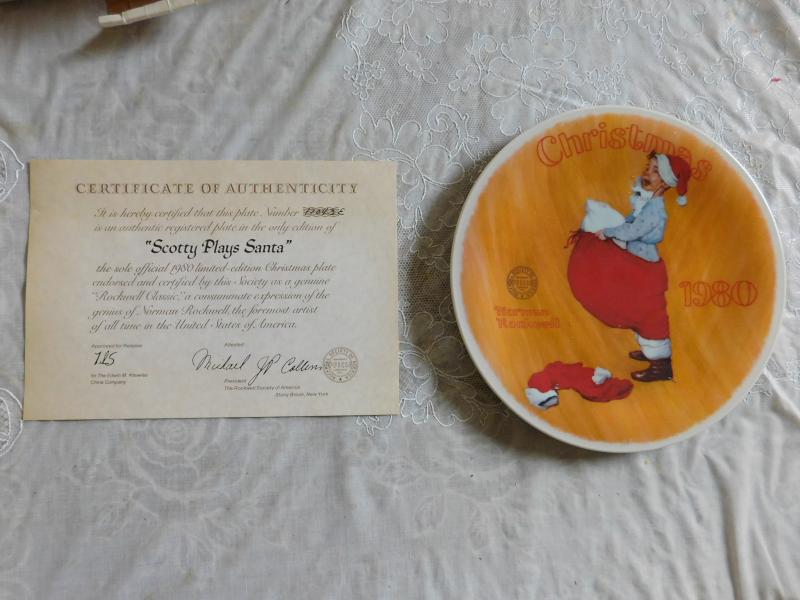 CERTIFICATE OF AUTHENTICITY
It is hereby certified that this plate Number
is an authentic registered plate in the only edition of
"Scotty Plays Santa"
the sole official 1980 limited-edition Christmas plate
endorsed and certified by this Society as a genuine
"Rockwell Classic," a consummate expression of the
genius of Norman Rockwell, the foremost artist
of all time in the United States of America.
Approved for Release
Attested
for the Edwin M. Knowles
China Company
Michael J P Collins
President
The Rockwell Society of America
Stony Brook, New York
Christmas
1980
Norman
Rockwell